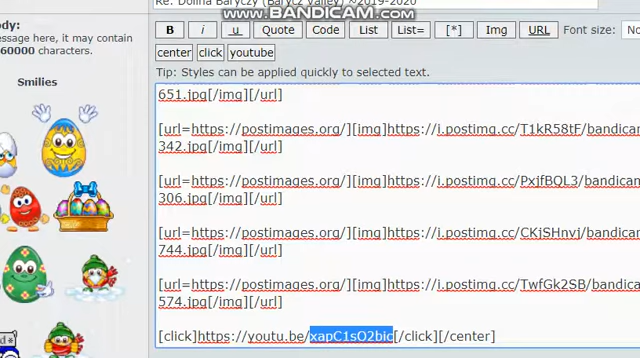 Re: Dolina Baryczy (Barycz Valley) ~2019-2020
www.BANDICAM.com
ody:
message here, it may contain
60000 characters.
B i u Quote Code List List= [*] Img URL Font size: No
center click youtube
Tip: Styles can be applied quickly to selected text.
Smilies
651.jpg[/img][/url]
[url=https://postimages.org/][img]https://i.postimg.cc/T1kR58tF/bandica
342.jpg[/img][/url]
[url=https://postimages.org/][img]https://i.postimg.cc/PxjfBQL3/bandica
306.jpg[/img][/url]
[url=https://postimages.org/][img]https://i.postimg.cc/CKjSHnvj/bandica
744.jpg[/img][/url]
[url=https://postimages.org/][img]https://i.postimg.cc/TwfGk2SB/bandica
574.jpg[/img][/url]
[click]https://youtu.be/xapC1sO2bic[/click][/center]